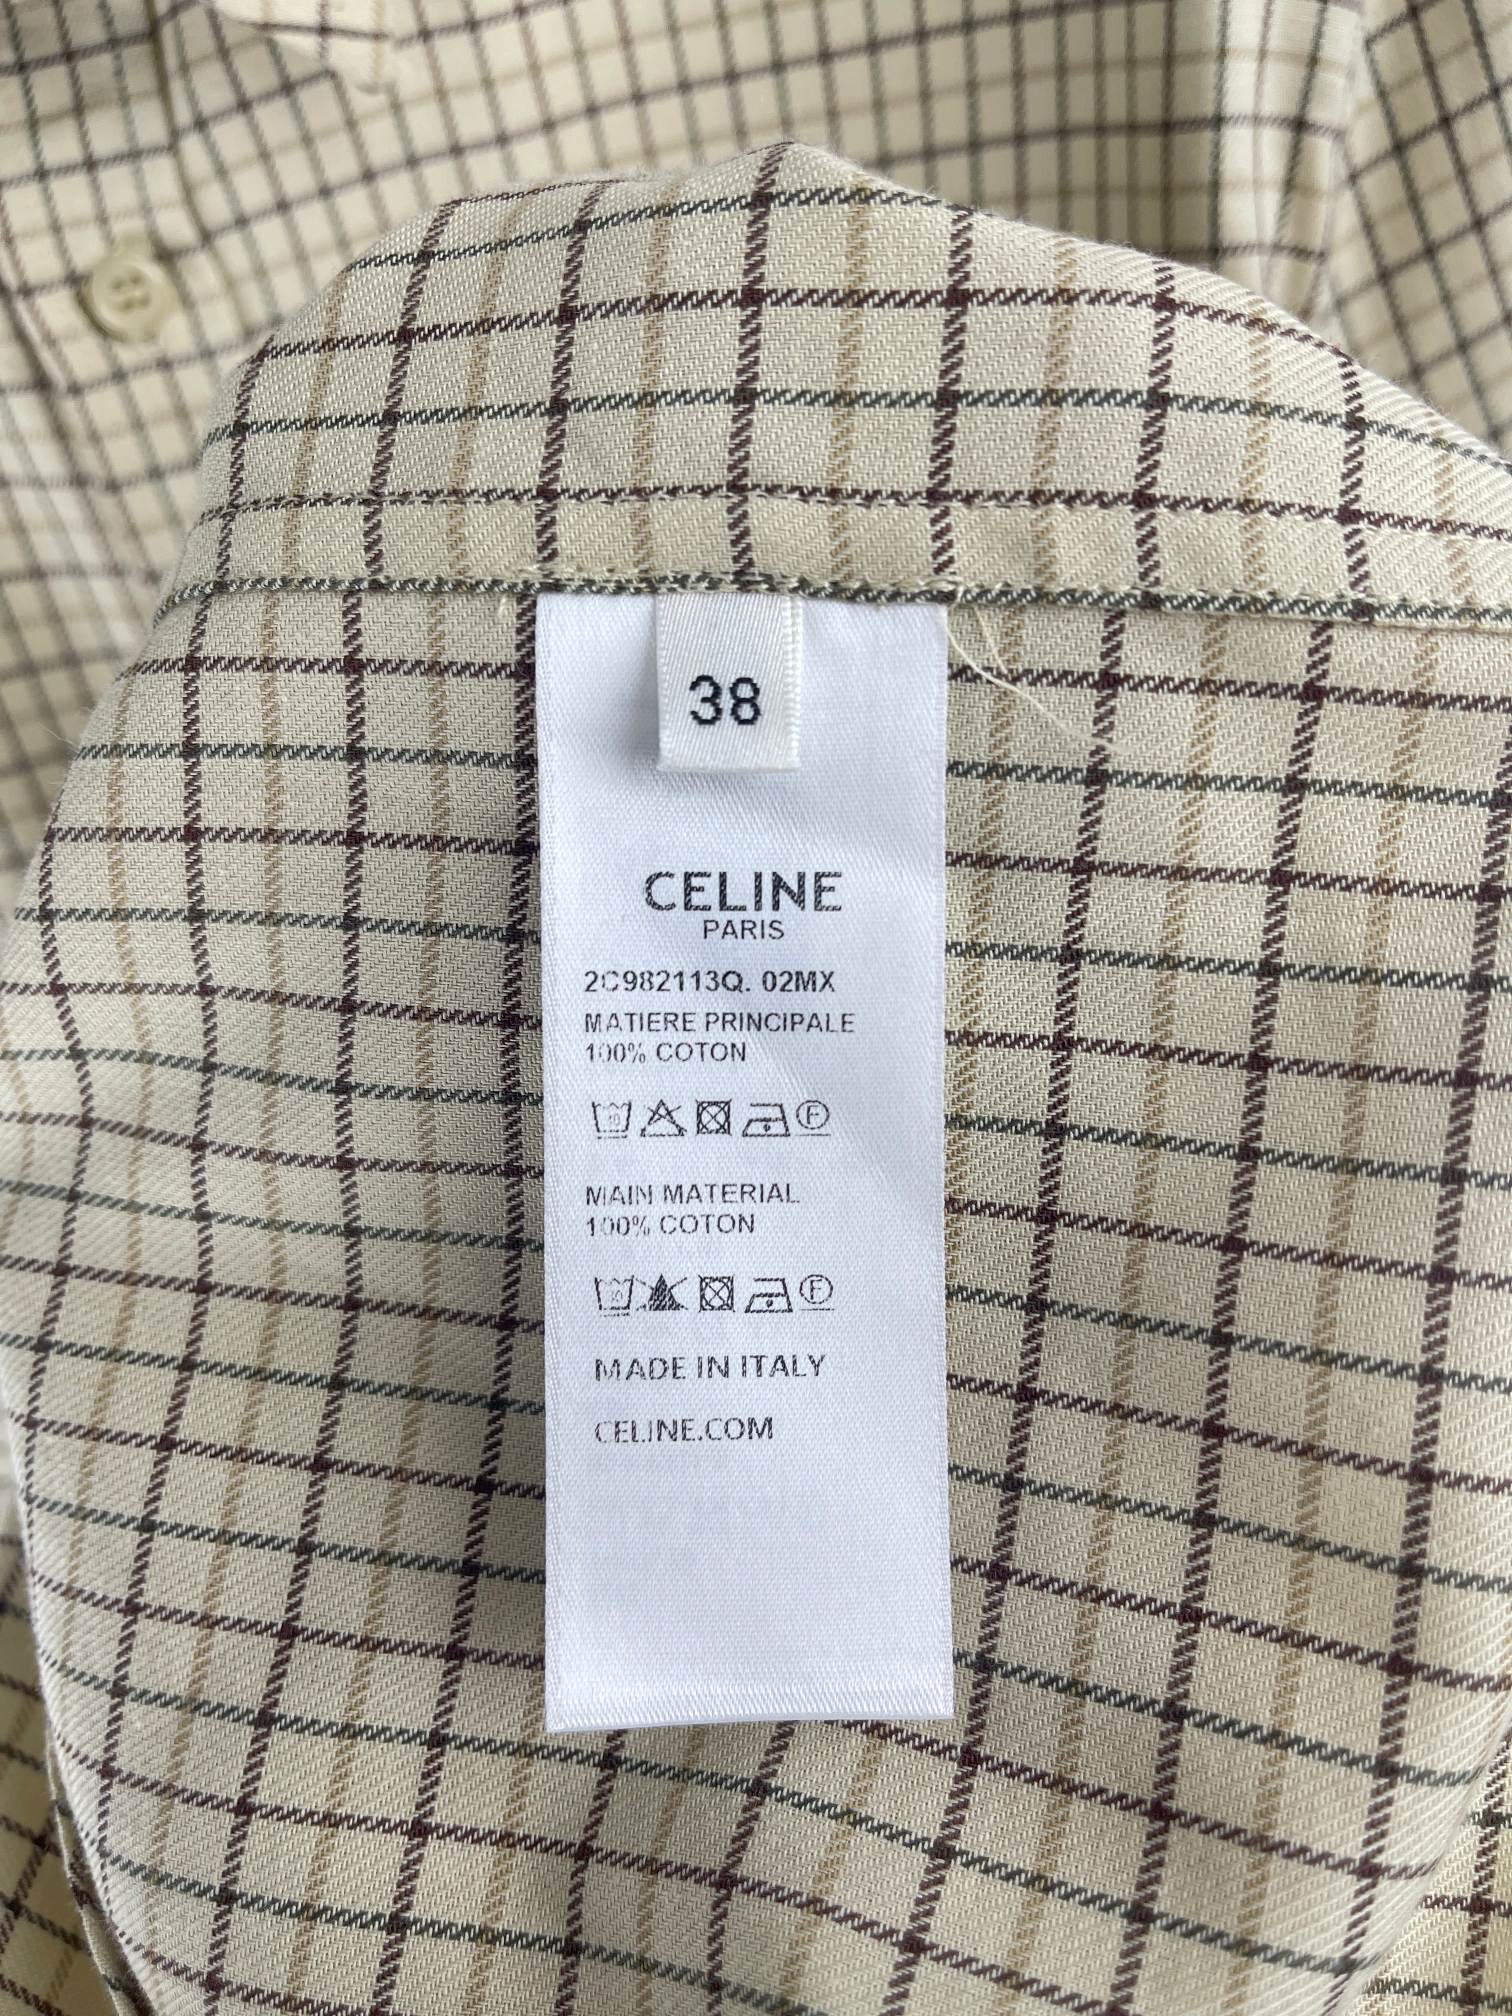 38
CELINE
PARIS
2C982113Q. 02MX
MATIERE PRINCIPALE
100% COTON
F
MAIN MATERIAL
100% COTON
F
MADE IN ITALY
CELINE.COM